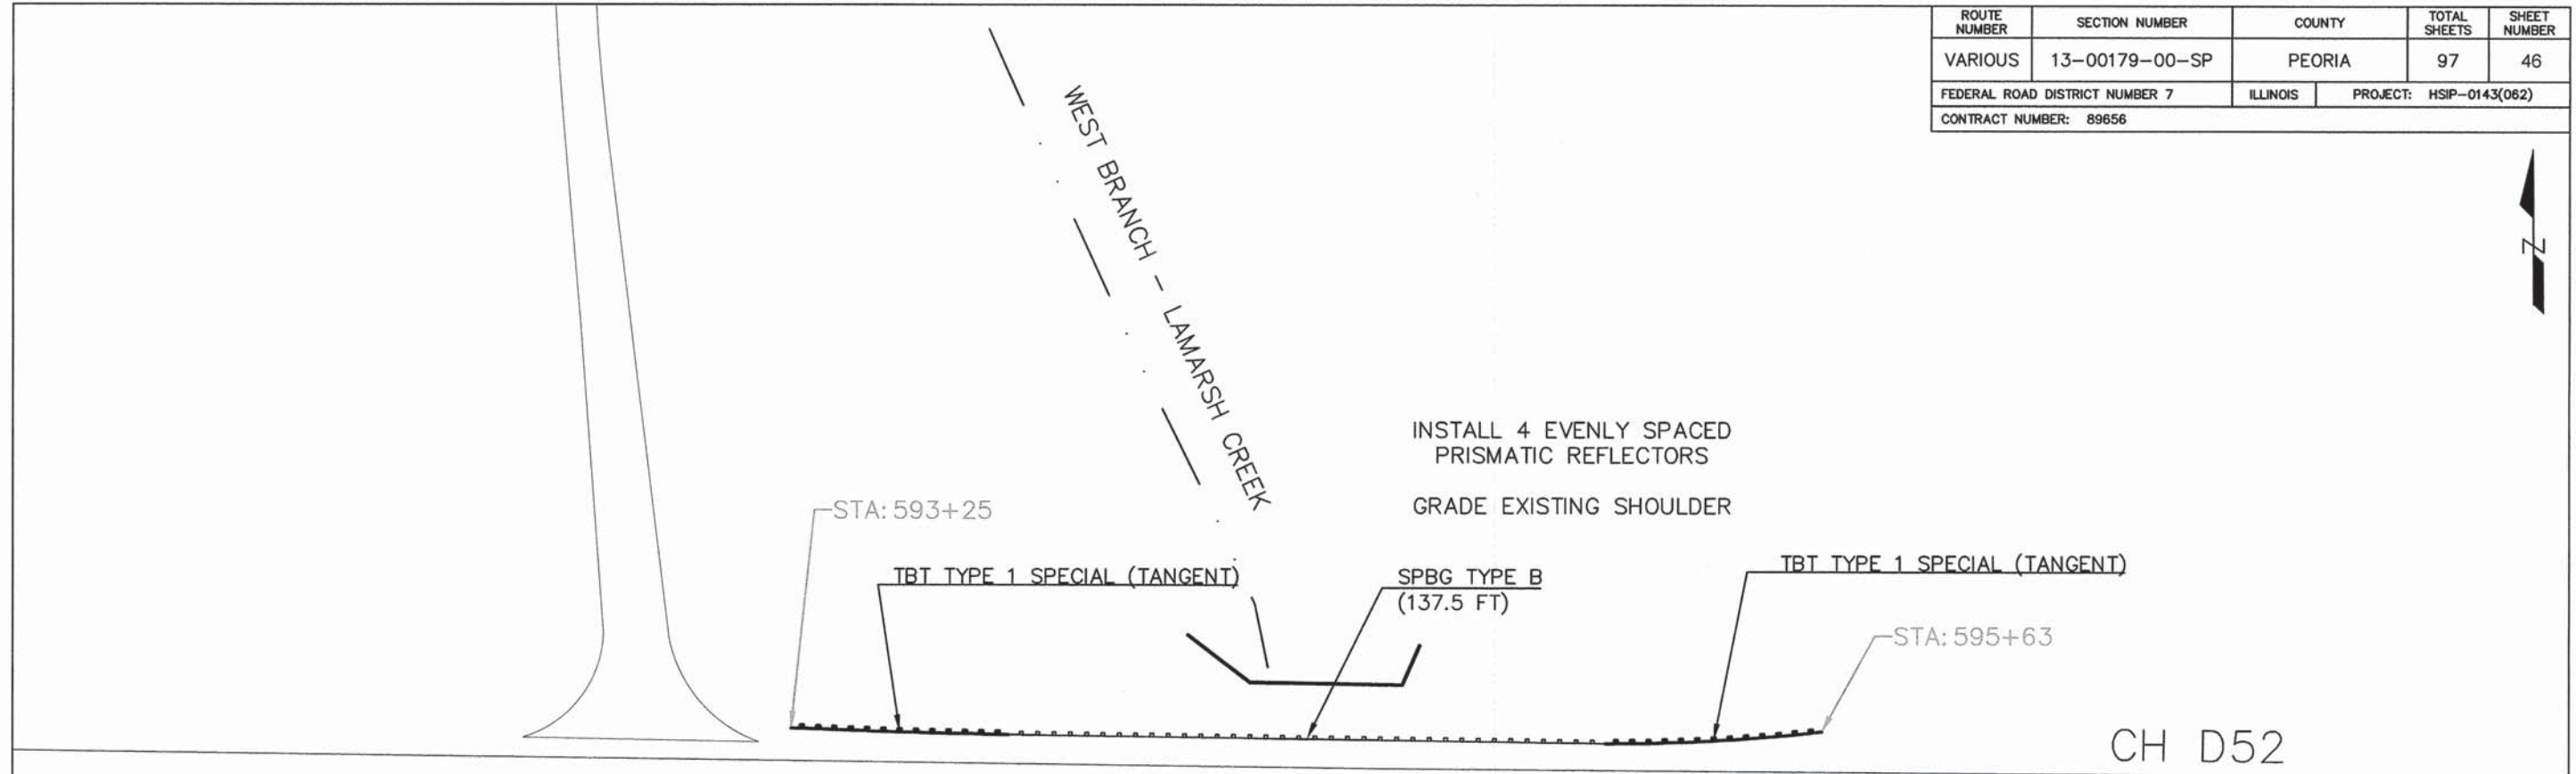 ROUTE NUMBER
SECTION NUMBER
COUNTY
TOTAL SHEETS
SHEET NUMBER
VARIOUS
13-00179-00-SP
PEORIA
97
46
FEDERAL ROAD DISTRICT NUMBER 7
ILLINOIS
PROJECT: HSIP-0143(062)
CONTRACT NUMBER: 89656
N
WEST BRANCH - LAMARSH CREEK
INSTALL 4 EVENLY SPACED
PRISMATIC REFLECTORS
GRADE EXISTING SHOULDER
STA: 593+25
TBT TYPE 1 SPECIAL (TANGENT)
SPBG TYPE B
(137.5 FT)
TBT TYPE 1 SPECIAL (TANGENT)
STA: 595+63
CH D52